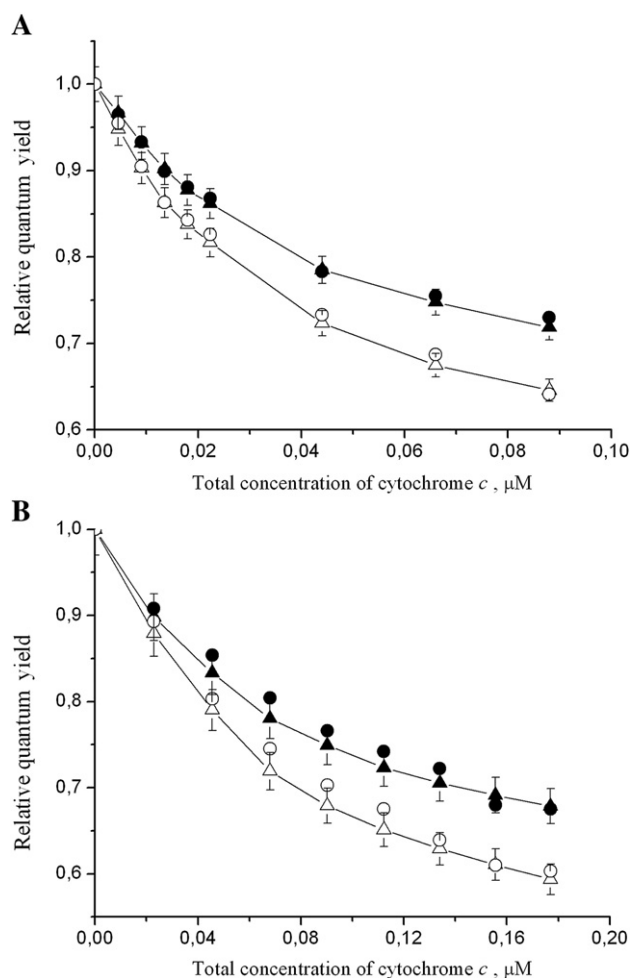 A
1,0
0,9
0,8
0,7
0,6
Relative quantum yield
0,00 0,02 0,04 0,06 0,08 0,10
Total concentration of cytochrome c , μM
B
1,0
0,9
0,8
0,7
0,6
Relative quantum yield
0,00 0,04 0,08 0,12 0,16 0,20
Total concentration of cytochrome c , μM